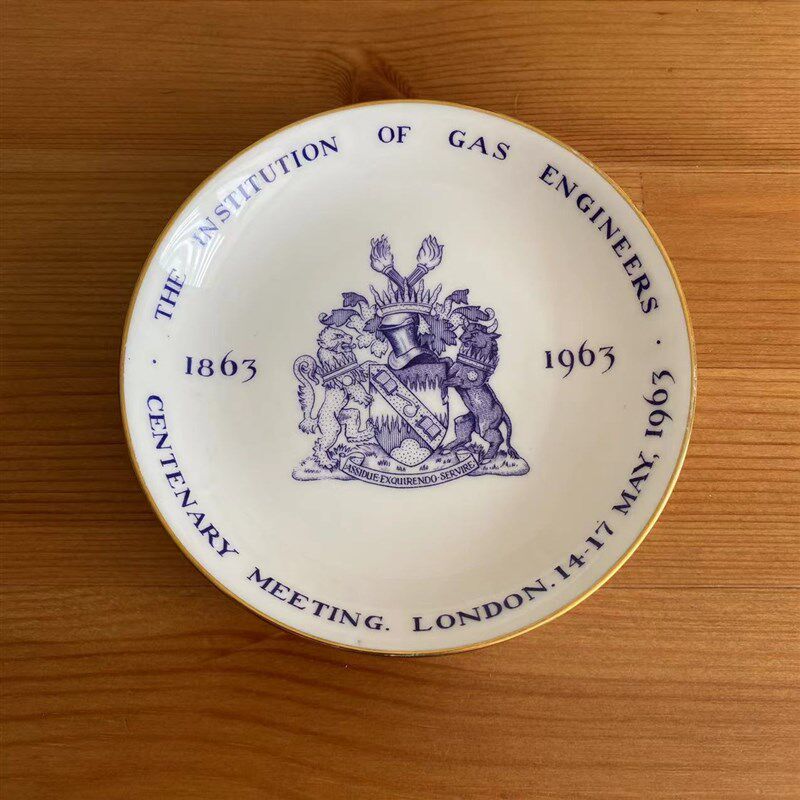 · THE INSTITUTION OF GAS ENGINEERS ·
1863
1963
ASSIDUE·EXQUIRENDO·SERVIRE
CENTENARY MEETING. LONDON. 14-17 MAY, 1963